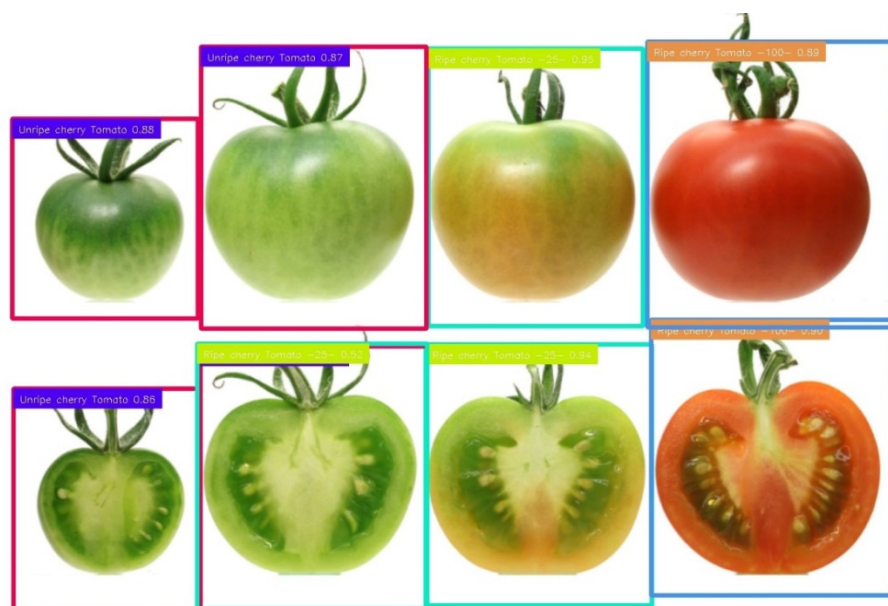 Unripe cherry Tomato 0.87
Ripe cherry Tomato -25- 0.95
Ripe cherry Tomato -100- 0.89
Unripe cherry Tomato 0.88
Ripe cherry Tomato -25- 0.52
Ripe cherry Tomato -25- 0.94
Ripe cherry Tomato -100- 0.90
Unripe cherry Tomato 0.86